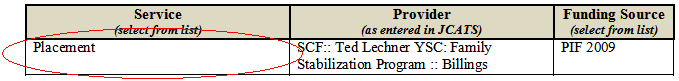 Service Provider Funding Source
(select from list) (as entered in JCATS) (select from list)
Placement SCF:: Ted Lechner YSC: Family PIF 2009
Stabilization Program :: Billings